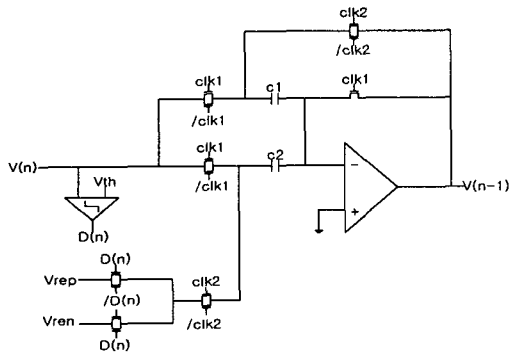 clk2
/clk2
clk1
c1
clk1
/clk1
clk1
c2
V(n)
/clk1
Vth
−
V(n-1)
+
D(n)
D(n)
Vrep
clk2
/D(n)
Vren
/clk2
D(n)